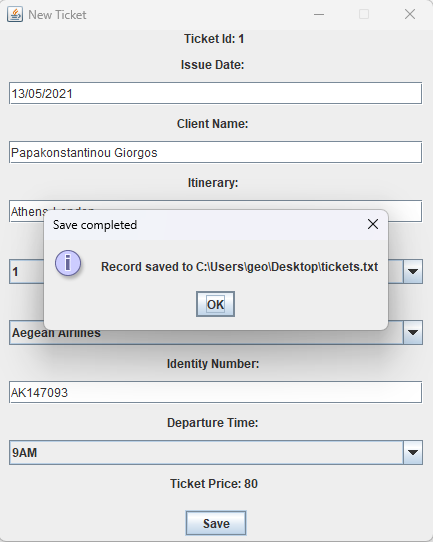 New Ticket
Ticket Id: 1
Issue Date:
13/05/2021
Client Name:
Papakonstantinou Giorgos
Itinerary:
Athens-London
Save completed
1
Record saved to C:\Users\geo\Desktop\tickets.txt
OK
Aegean Airlines
Identity Number:
AK147093
Departure Time:
9AM
Ticket Price: 80
Save